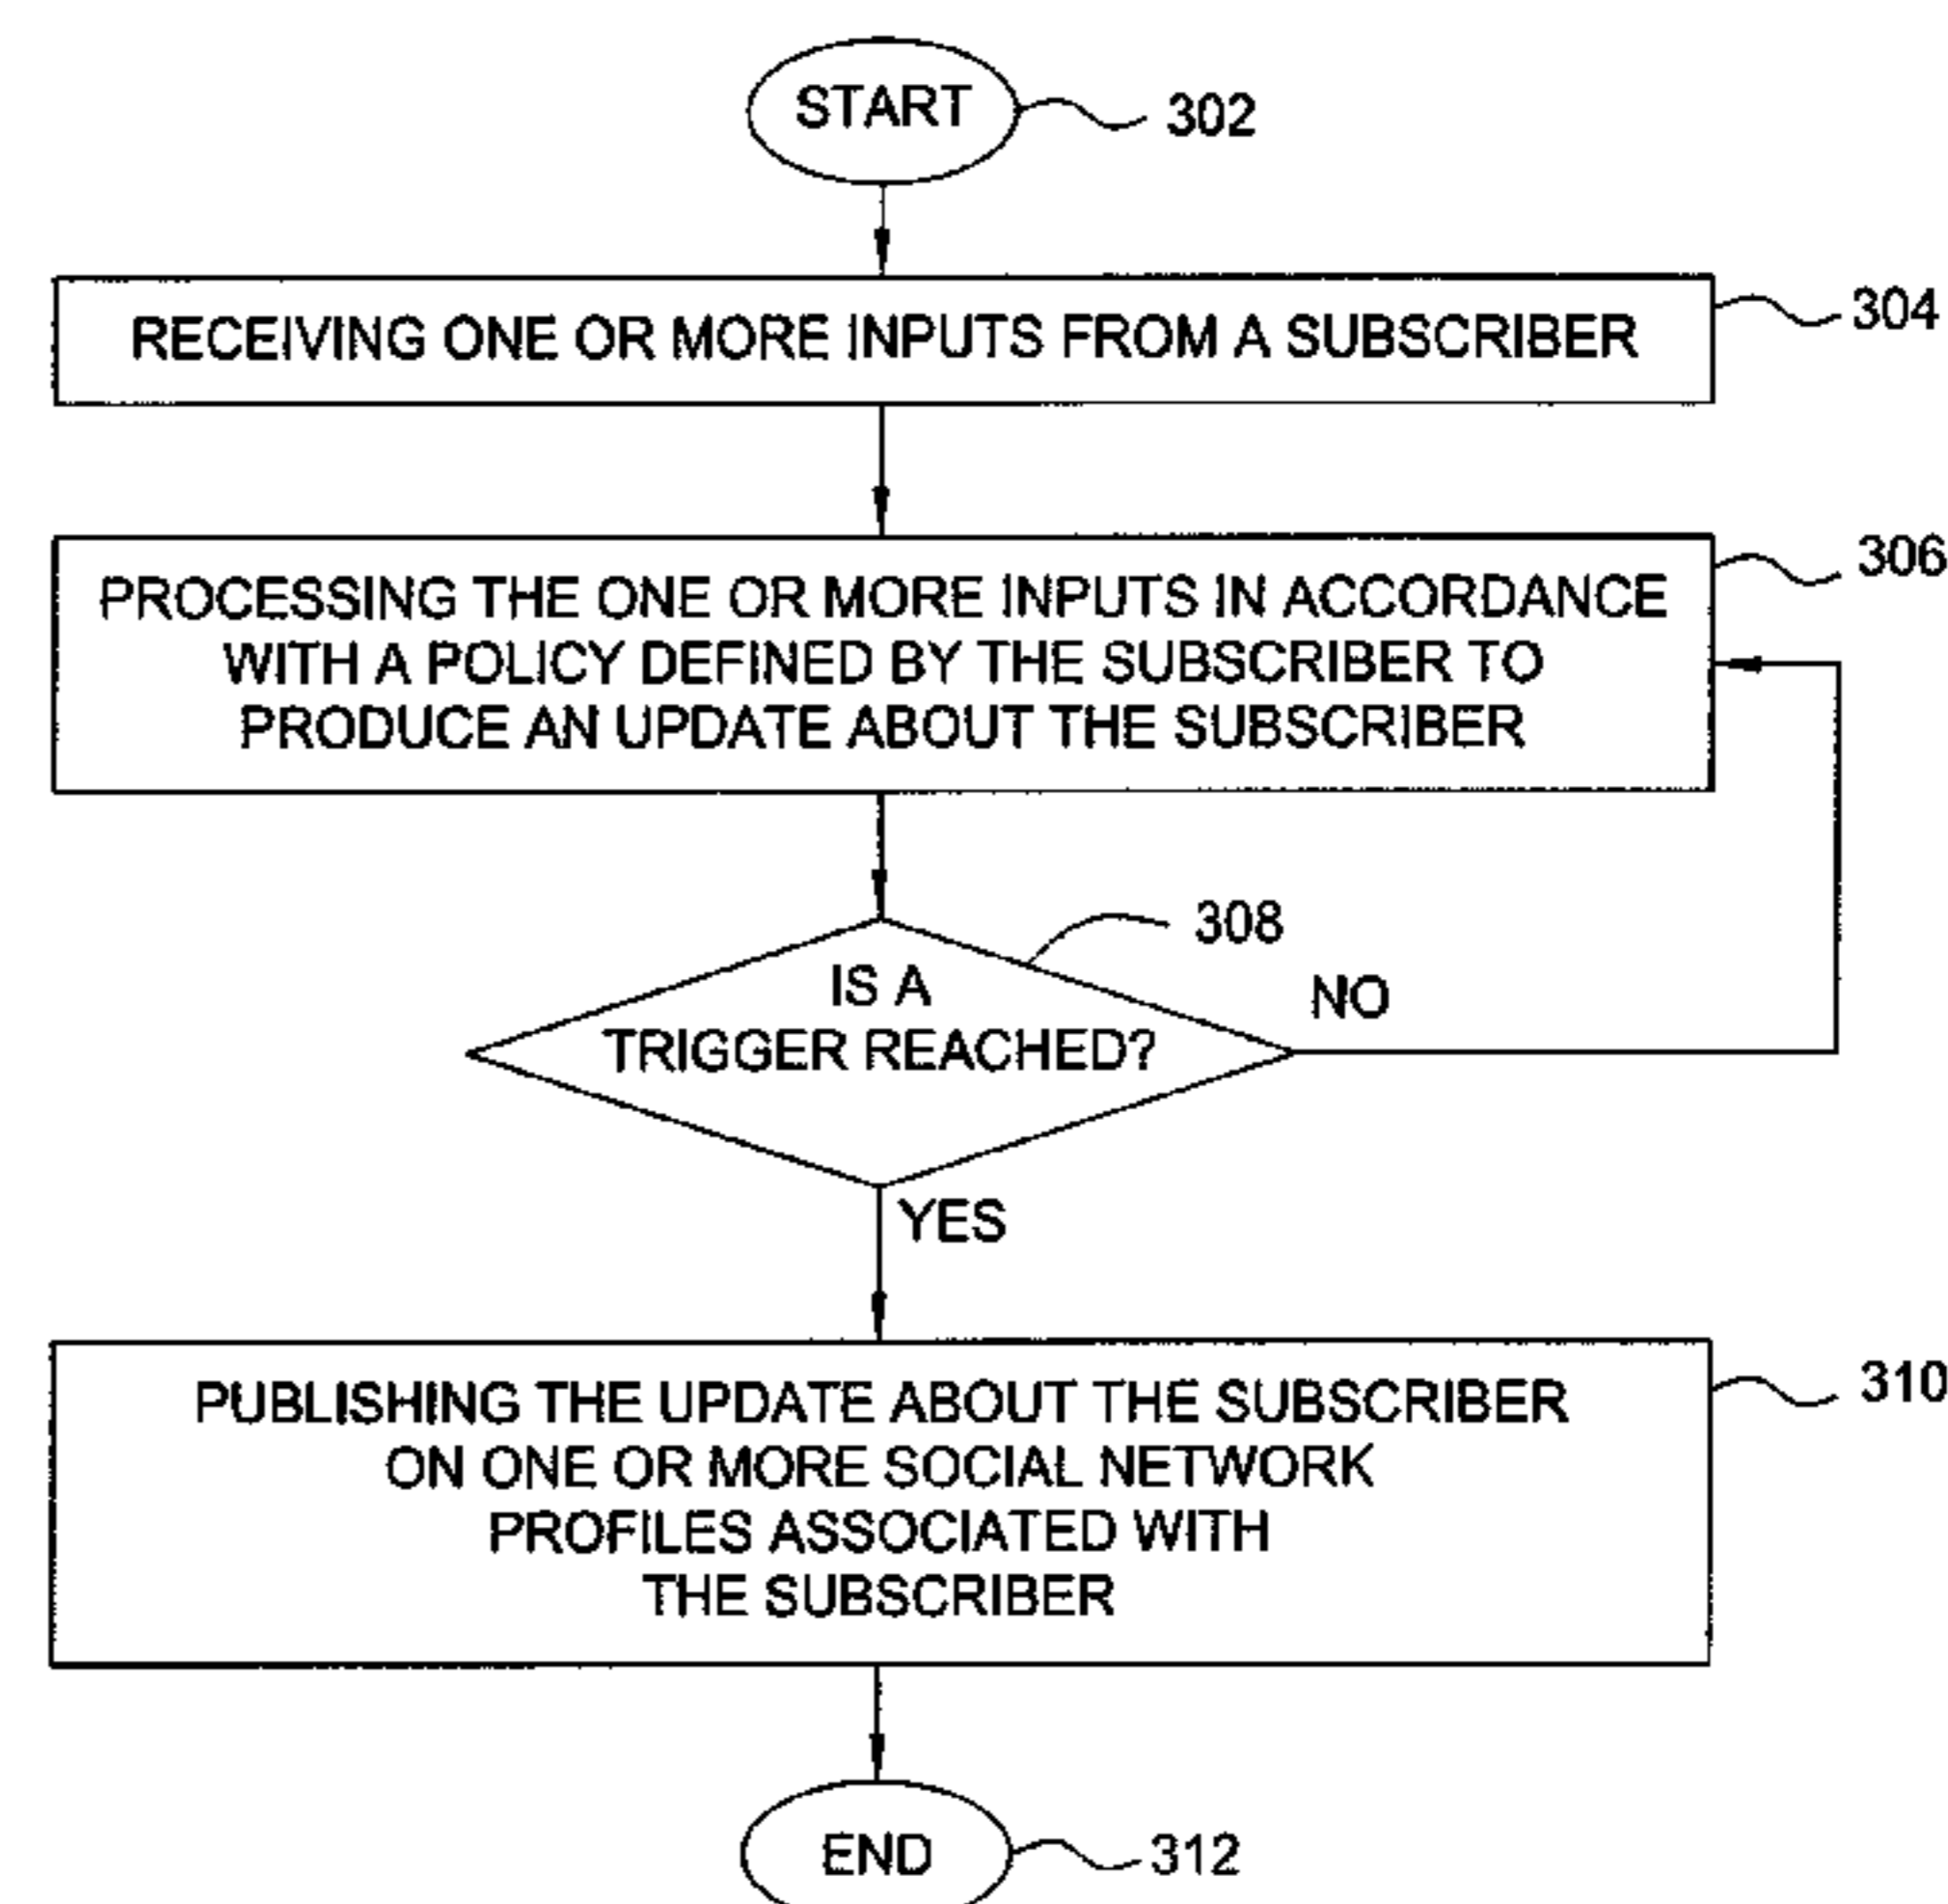 START
302
RECEIVING ONE OR MORE INPUTS FROM A SUBSCRIBER
304
PROCESSING THE ONE OR MORE INPUTS IN ACCORDANCE
WITH A POLICY DEFINED BY THE SUBSCRIBER TO
PRODUCE AN UPDATE ABOUT THE SUBSCRIBER
306
IS A
TRIGGER REACHED?
308
NO
YES
PUBLISHING THE UPDATE ABOUT THE SUBSCRIBER
ON ONE OR MORE SOCIAL NETWORK
PROFILES ASSOCIATED WITH
THE SUBSCRIBER
310
END
312